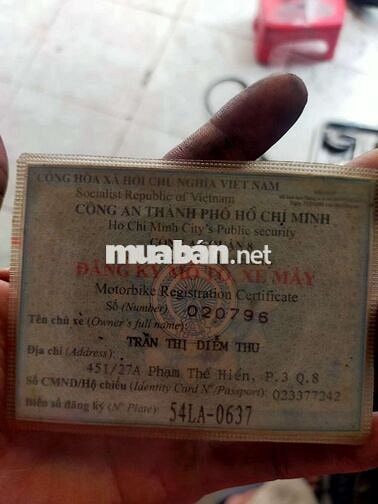 CỘNG HÒA XÃ HỘI CHỦ NGHĨA VIỆT NAM
Socialist Republic of Vietnam
CÔNG AN THÀNH PHỐ HỒ CHÍ MINH
Ho Chi Minh City's Public security
muaban.net
ĐĂNG KÝ MÔ TÔ, XE MÁY
Motorbike Registration Certificate
Số (Number) 020796
Tên chủ xe (Owner's full name):
TRẦN THỊ DIỄM THU
Địa chỉ (Address):
451/27A Phạm Thế Hiển, P.3 Q.8
Số CMND/Hộ chiếu (Identity Card Nº/Passport): 023377242
Biển số đăng ký (Nº Plate): 54LA-0637